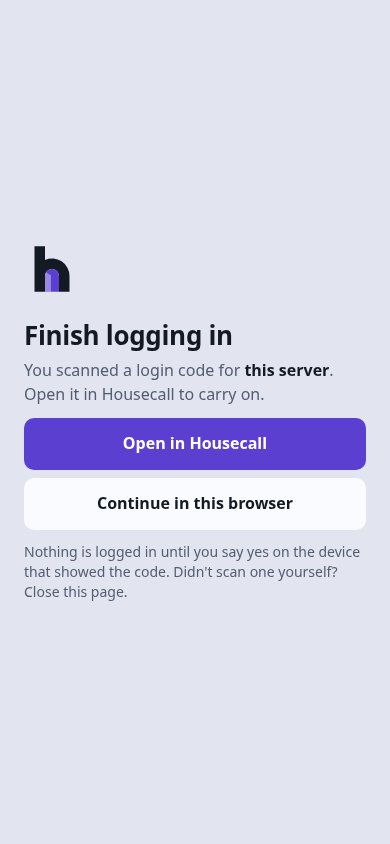 Finish logging in
You scanned a login code for this server.
Open it in Housecall to carry on.
Open in Housecall
Continue in this browser
Nothing is logged in until you say yes on the device
that showed the code. Didn't scan one yourself?
Close this page.